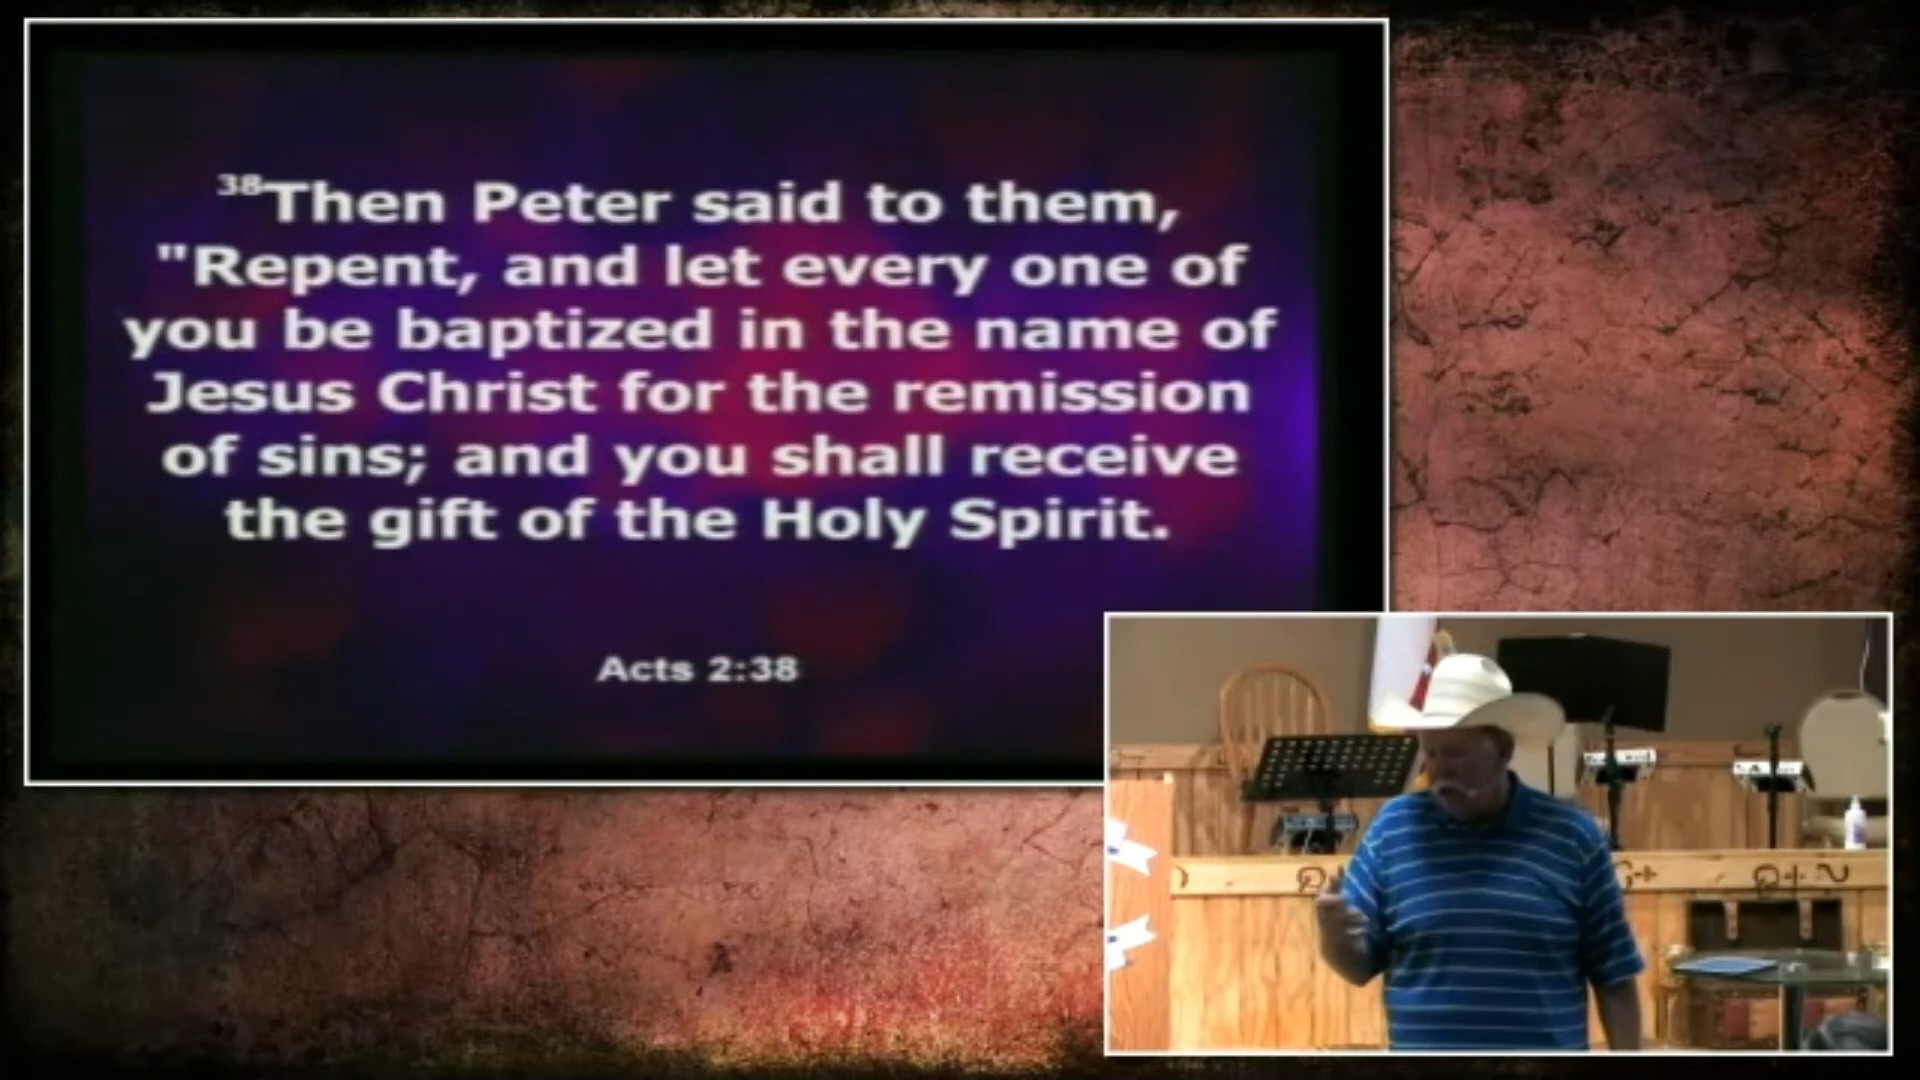 ³⁸Then Peter said to them,
"Repent, and let every one of
you be baptized in the name of
Jesus Christ for the remission
of sins; and you shall receive
the gift of the Holy Spirit.
Acts 2:38